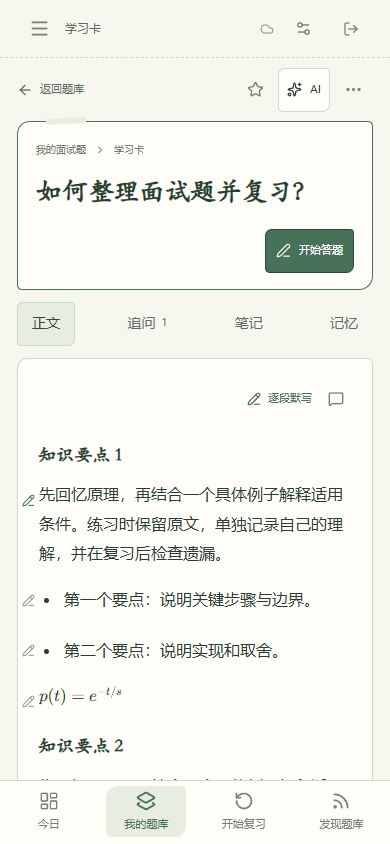 学习卡
返回题库
AI
我的面试题 > 学习卡
如何整理面试题并复习？
开始答题
正文 追问 1 笔记 记忆
逐段默写
知识要点 1
先回忆原理，再结合一个具体例子解释适用
条件。练习时保留原文，单独记录自己的理
解，并在复习后检查遗漏。
• 第一个要点：说明关键步骤与边界。
• 第二个要点：说明实现和取舍。
p(t) = e^{-t/s}
知识要点 2
今日 我的题库 开始复习 发现题库